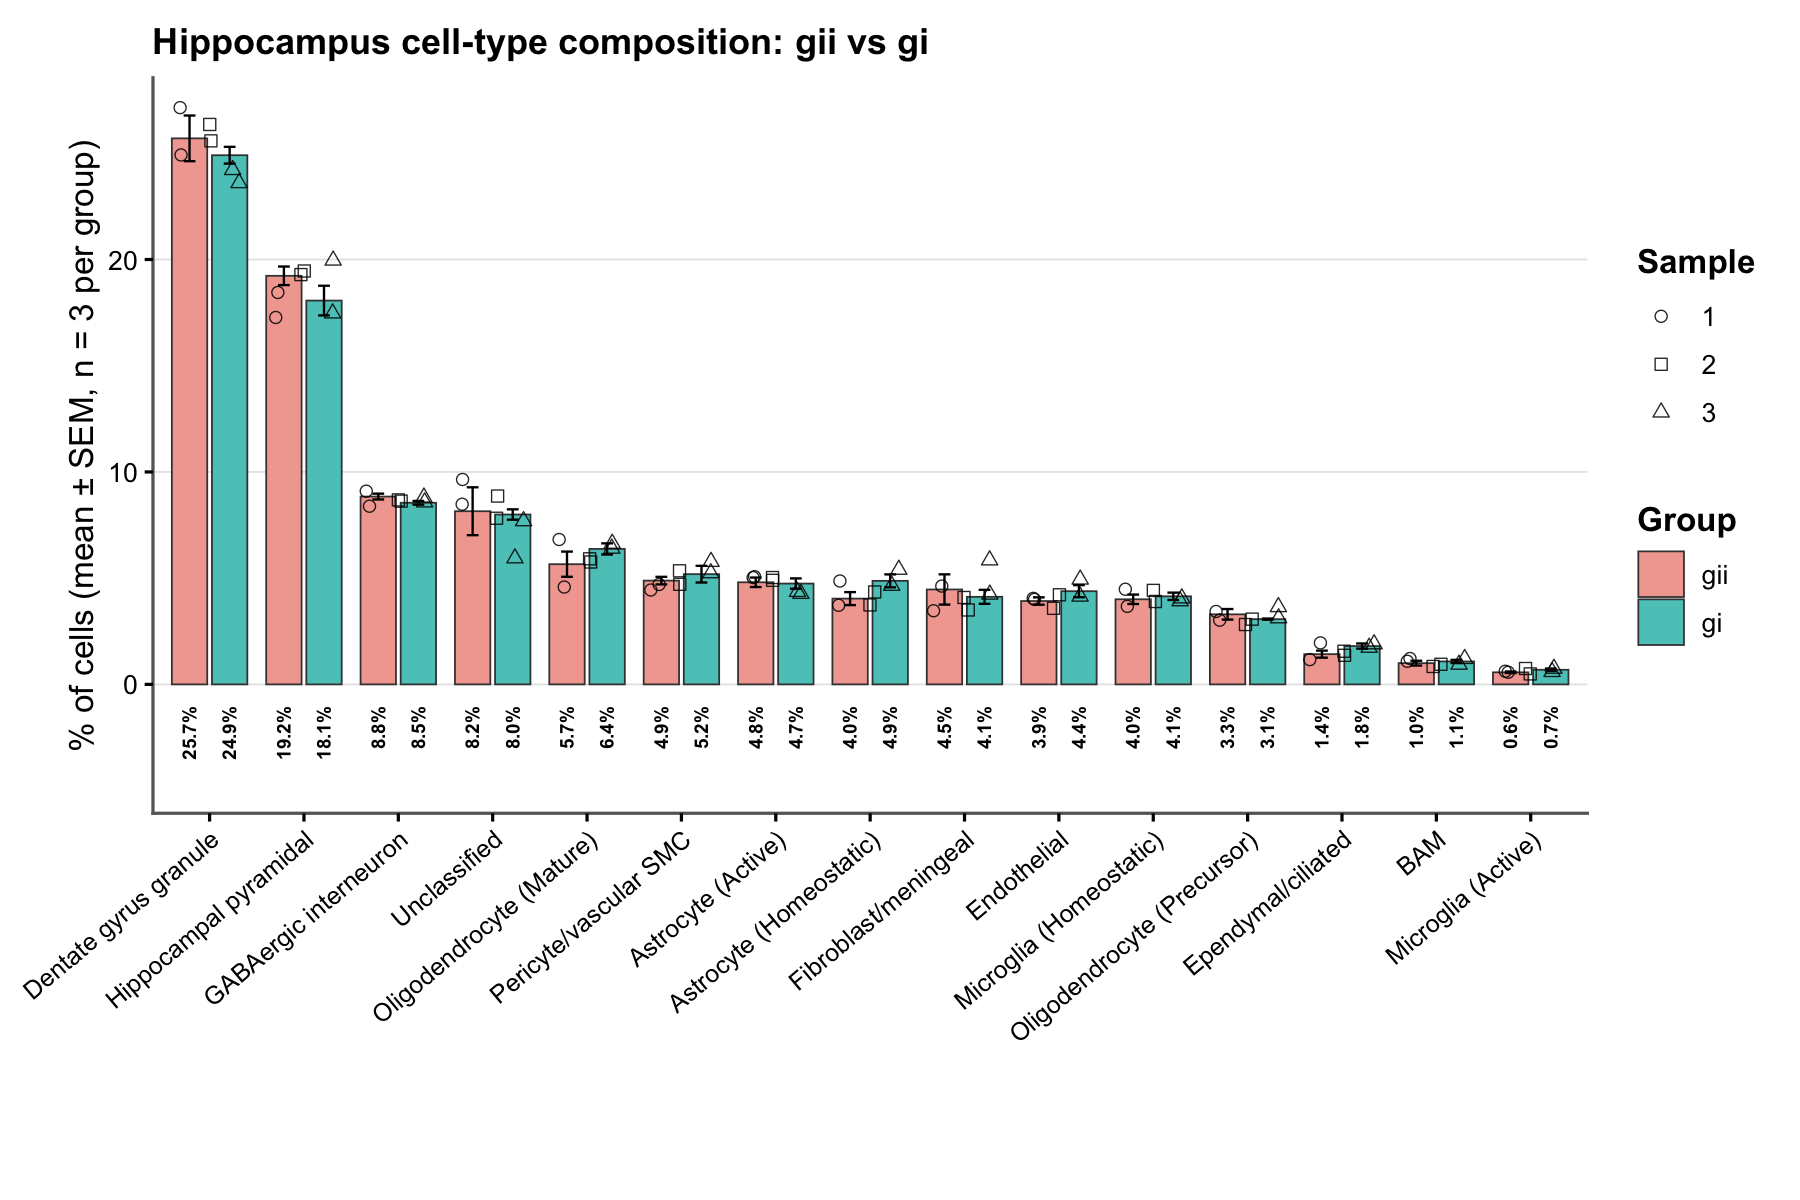 Hippocampus cell-type composition: gii vs gi
% of cells (mean ± SEM, n = 3 per group)
20
10
0
25.7%
24.9%
19.2%
18.1%
8.8%
8.5%
8.2%
8.0%
5.7%
6.4%
4.9%
5.2%
4.8%
4.7%
4.0%
4.9%
4.5%
4.1%
3.9%
4.4%
4.0%
4.1%
3.3%
3.1%
1.4%
1.8%
1.0%
1.1%
0.6%
0.7%
Dentate gyrus granule
Hippocampal pyramidal
GABAergic interneuron
Unclassified
Oligodendrocyte (Mature)
Pericyte/vascular SMC
Astrocyte (Active)
Astrocyte (Homeostatic)
Fibroblast/meningeal
Endothelial
Microglia (Homeostatic)
Oligodendrocyte (Precursor)
Ependymal/ciliated
BAM
Microglia (Active)
Sample
1
2
3
Group
gii
gi